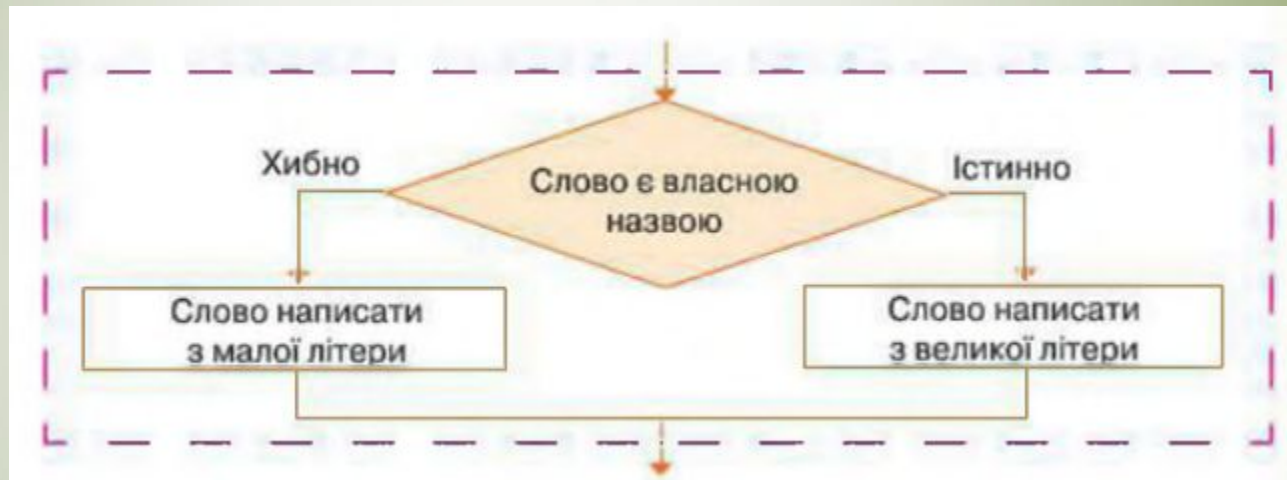 Хибно
Слово є власною
назвою
Істинно
Слово написати
з малої літери
Слово написати
з великої літери